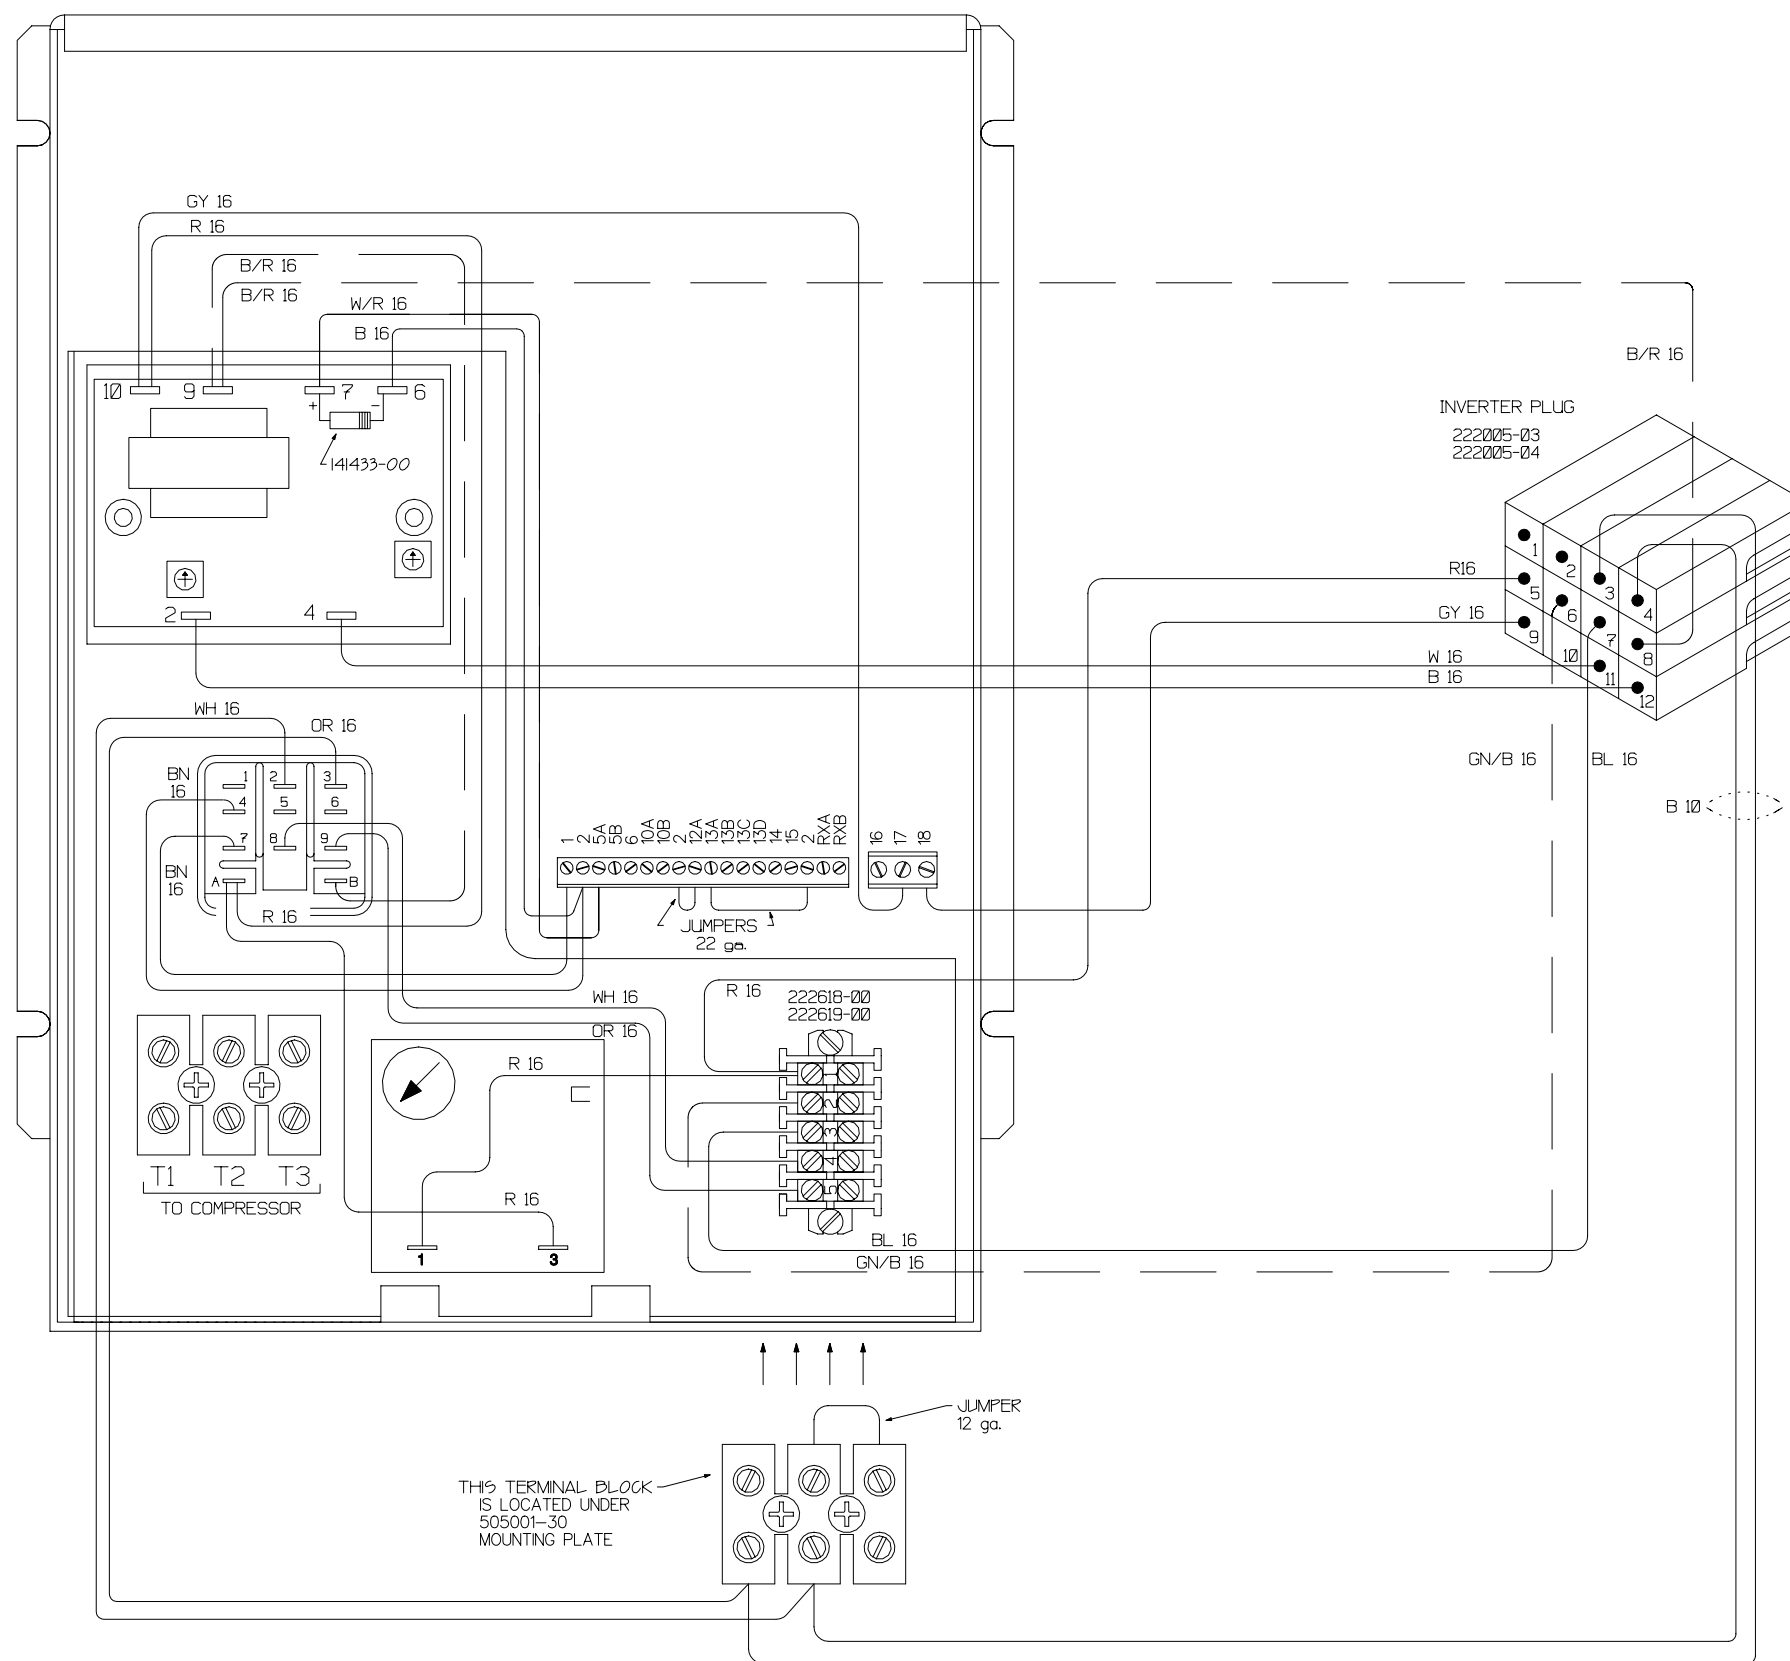 GY 16
R 16
B/R 16
B/R 16
W/R 16
B 16
10 9 7 6
+ -
141433-00
2 4
B/R 16
INVERTER PLUG
222005-03
222005-04
1
2
3
4
5
6
7
8
9
10
11
12
R16
GY 16
W 16
B 16
GN/B 16
BL 16
B 10
WH 16
OR 16
BN
16
1 2 3
4 5 6
7 8 9
A B
BN
16
R 16
1 2 5A 5B 6 10A 10B 2 12A 13A 13B 13C 13D 14 15 2 RXA RXB
16 17 18
JUMPERS
22 ga.
WH 16
OR 16
R 16
222618-00
222619-00
1
2
3
4
5
R 16
R 16
1 3
T1 T2 T3
TO COMPRESSOR
BL 16
GN/B 16
JUMPER
12 ga.
THIS TERMINAL BLOCK
IS LOCATED UNDER
505001-30
MOUNTING PLATE